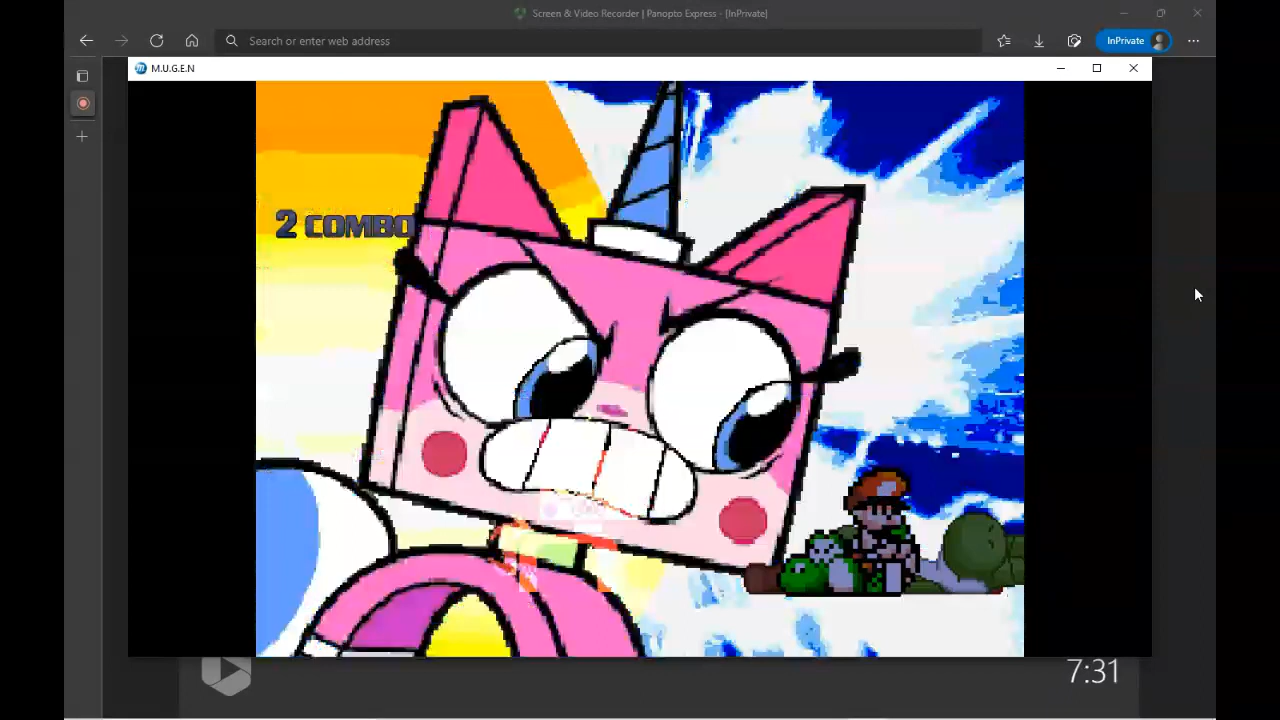 Screen & Video Recorder | Panopto Express - [InPrivate]
Search or enter web address
InPrivate
M.U.G.E.N
2 COMBO
7:31